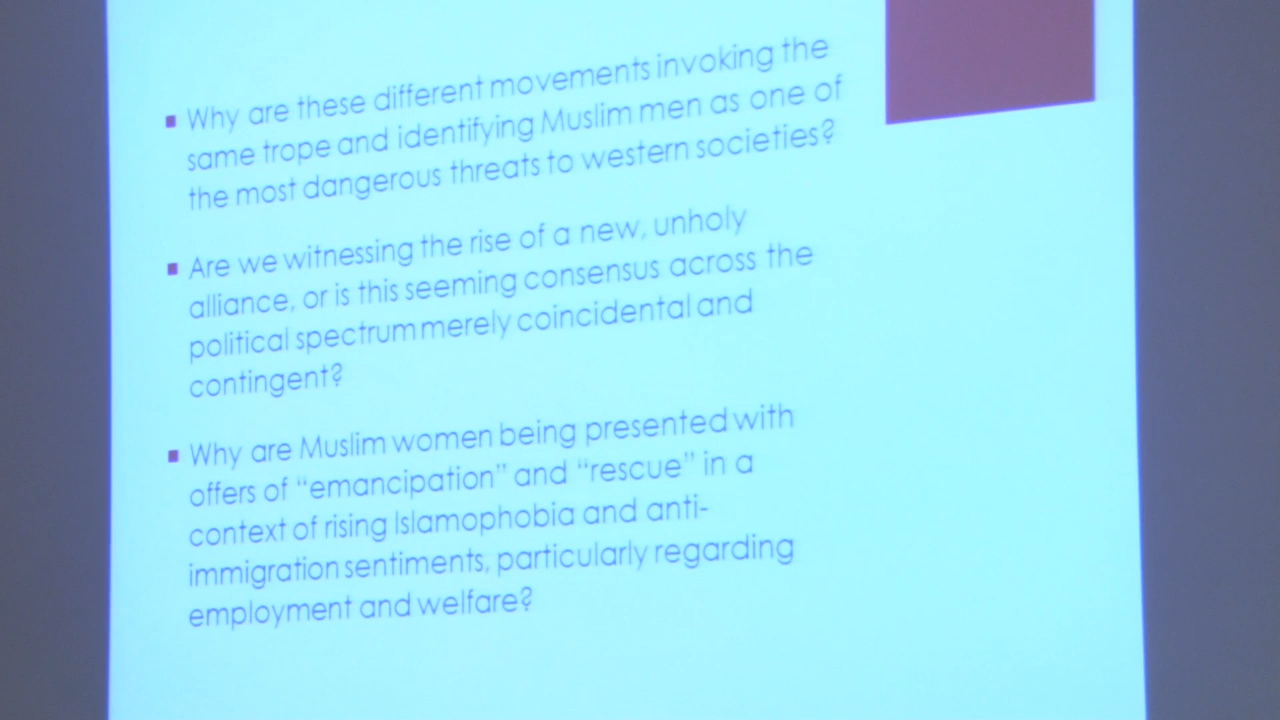 Why are these different movements invoking the
same trope and identifying Muslim men as one of
the most dangerous threats to western societies?
Are we witnessing the rise of a new, unholy
alliance, or is this seeming consensus across the
political spectrum merely coincidental and
contingent?
Why are Muslim women being presented with
offers of “emancipation” and “rescue” in a
context of rising Islamophobia and anti-
immigration sentiments, particularly regarding
employment and welfare?